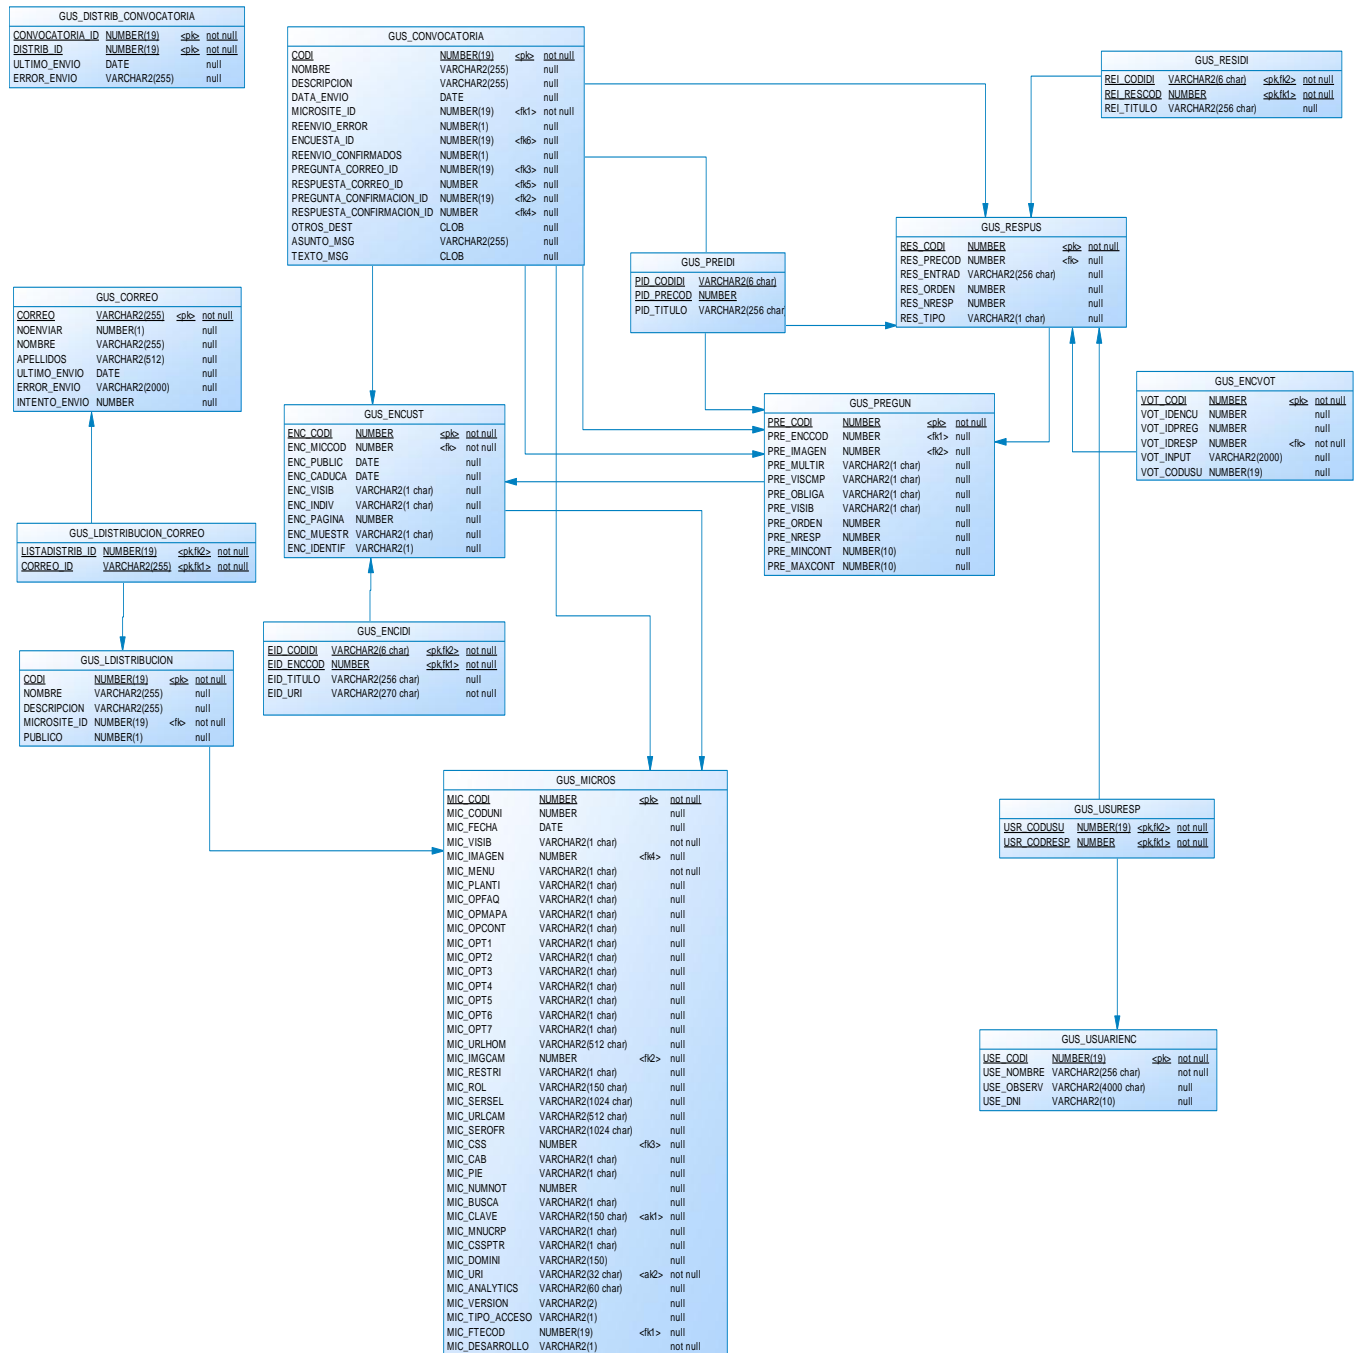 GUS_DISTRIB_CONVOCATORIA
CONVOCATORIA_ID NUMBER(19) <pk> not null
DISTRIB_ID NUMBER(19) <pk> not null
ULTIMO_ENVIO DATE null
ERROR_ENVIO VARCHAR2(255) null
GUS_CONVOCATORIA
CODI NUMBER(19) <pk> not null
NOMBRE VARCHAR2(255) null
DESCRIPCION VARCHAR2(255) null
DATA_ENVIO DATE null
MICROSITE_ID NUMBER(19) <fk1> not null
REENVIO_ERROR NUMBER(1) null
ENCUESTA_ID NUMBER(19) <fk6> null
REENVIO_CONFIRMADOS NUMBER(1) null
PREGUNTA_CORREO_ID NUMBER(19) <fk3> null
RESPUESTA_CORREO_ID NUMBER <fk5> null
PREGUNTA_CONFIRMACION_ID NUMBER(19) <fk2> null
RESPUESTA_CONFIRMACION_ID NUMBER <fk4> null
OTROS_DEST CLOB null
ASUNTO_MSG VARCHAR2(255) null
TEXTO_MSG CLOB null
GUS_RESIDI
REI_CODIDI VARCHAR2(6 char) <pk,fk2> not null
REI_RESCOD NUMBER <pk,fk1> not null
REI_TITULO VARCHAR2(256 char) null
GUS_RESPUS
RES_CODI NUMBER <pk> not null
RES_PRECOD NUMBER <fk> null
RES_ENTRAD VARCHAR2(256 char) null
RES_ORDEN NUMBER null
RES_NRESP NUMBER null
RES_TIPO VARCHAR2(1 char) null
GUS_PREIDI
PID_CODIDI VARCHAR2(6 char)
PID_PRECOD NUMBER
PID_TITULO VARCHAR2(256 char
GUS_CORREO
CORREO VARCHAR2(255) <pk> not null
NOENVIAR NUMBER(1) null
NOMBRE VARCHAR2(255) null
APELLIDOS VARCHAR2(512) null
ULTIMO_ENVIO DATE null
ERROR_ENVIO VARCHAR2(2000) null
INTENTO_ENVIO NUMBER null
GUS_ENCUST
ENC_CODI NUMBER <pk> not null
ENC_MICCOD NUMBER <fk> not null
ENC_PUBLIC DATE null
ENC_CADUCA DATE null
ENC_VISIB VARCHAR2(1 char) null
ENC_INDIV VARCHAR2(1 char) null
ENC_PAGINA NUMBER null
ENC_MUESTR VARCHAR2(1 char) null
ENC_IDENTIF VARCHAR2(1) null
GUS_PREGUN
PRE_CODI NUMBER <pk> not null
PRE_ENCCOD NUMBER <fk1> null
PRE_IMAGEN NUMBER <fk2> null
PRE_MULTIR VARCHAR2(1 char) null
PRE_VISCMP VARCHAR2(1 char) null
PRE_OBLIGA VARCHAR2(1 char) null
PRE_VISIB VARCHAR2(1 char) null
PRE_ORDEN NUMBER null
PRE_NRESP NUMBER null
PRE_MINCONT NUMBER(10) null
PRE_MAXCONT NUMBER(10) null
GUS_ENCVOT
VOT_CODI NUMBER <pk> not null
VOT_IDENCU NUMBER null
VOT_IDPREG NUMBER null
VOT_IDRESP NUMBER <fk> not null
VOT_INPUT VARCHAR2(2000) null
VOT_CODUSU NUMBER(19) null
GUS_LDISTRIBUCION_CORREO
LISTADISTRIB_ID NUMBER(19) <pk,fk2> not null
CORREO_ID VARCHAR2(255) <pk,fk1> not null
GUS_LDISTRIBUCION
CODI NUMBER(19) <pk> not null
NOMBRE VARCHAR2(255) null
DESCRIPCION VARCHAR2(255) null
MICROSITE_ID NUMBER(19) <fk> not null
PUBLICO NUMBER(1) null
GUS_ENCIDI
EID_CODIDI VARCHAR2(6 char) <pk,fk2> not null
EID_ENCCOD NUMBER <pk,fk1> not null
EID_TITULO VARCHAR2(256 char) null
EID_URI VARCHAR2(270 char) not null
GUS_MICROS
MIC_CODI NUMBER <pk> not null
MIC_CODUNI NUMBER null
MIC_FECHA DATE null
MIC_VISIB VARCHAR2(1 char) not null
MIC_IMAGEN NUMBER <fk4> null
MIC_MENU VARCHAR2(1 char) not null
MIC_PLANTI VARCHAR2(1 char) null
MIC_OPFAQ VARCHAR2(1 char) null
MIC_OPMAPA VARCHAR2(1 char) null
MIC_OPCONT VARCHAR2(1 char) null
MIC_OPT1 VARCHAR2(1 char) null
MIC_OPT2 VARCHAR2(1 char) null
MIC_OPT3 VARCHAR2(1 char) null
MIC_OPT4 VARCHAR2(1 char) null
MIC_OPT5 VARCHAR2(1 char) null
MIC_OPT6 VARCHAR2(1 char) null
MIC_OPT7 VARCHAR2(1 char) null
MIC_URLHOM VARCHAR2(512 char) null
MIC_IMGCAM NUMBER <fk2> null
MIC_RESTRI VARCHAR2(1 char) null
MIC_ROL VARCHAR2(150 char) null
MIC_SERSEL VARCHAR2(1024 char) null
MIC_URLCAM VARCHAR2(512 char) null
MIC_SEROFR VARCHAR2(1024 char) null
MIC_CSS NUMBER <fk3> null
MIC_CAB VARCHAR2(1 char) null
MIC_PIE VARCHAR2(1 char) null
MIC_NUMNOT NUMBER null
MIC_BUSCA VARCHAR2(1 char) null
MIC_CLAVE VARCHAR2(150 char) <ak1> null
MIC_MNUCRP VARCHAR2(1 char) null
MIC_CSSPTR VARCHAR2(1 char) null
MIC_DOMINI VARCHAR2(150) null
MIC_URI VARCHAR2(32 char) <ak2> not null
MIC_ANALYTICS VARCHAR2(60 char) null
MIC_VERSION VARCHAR2(2) null
MIC_TIPO_ACCESO VARCHAR2(1) null
MIC_FTECOD NUMBER(19) <fk1> null
MIC_DESARROLLO VARCHAR2(1) not null
GUS_USURESP
USR_CODUSU NUMBER(19) <pk,fk2> not null
USR_CODRESP NUMBER <pk,fk1> not null
GUS_USUARIENC
USE_CODI NUMBER(19) <pk> not null
USE_NOMBRE VARCHAR2(256 char) not null
USE_OBSERV VARCHAR2(4000 char) null
USE_DNI VARCHAR2(10) null